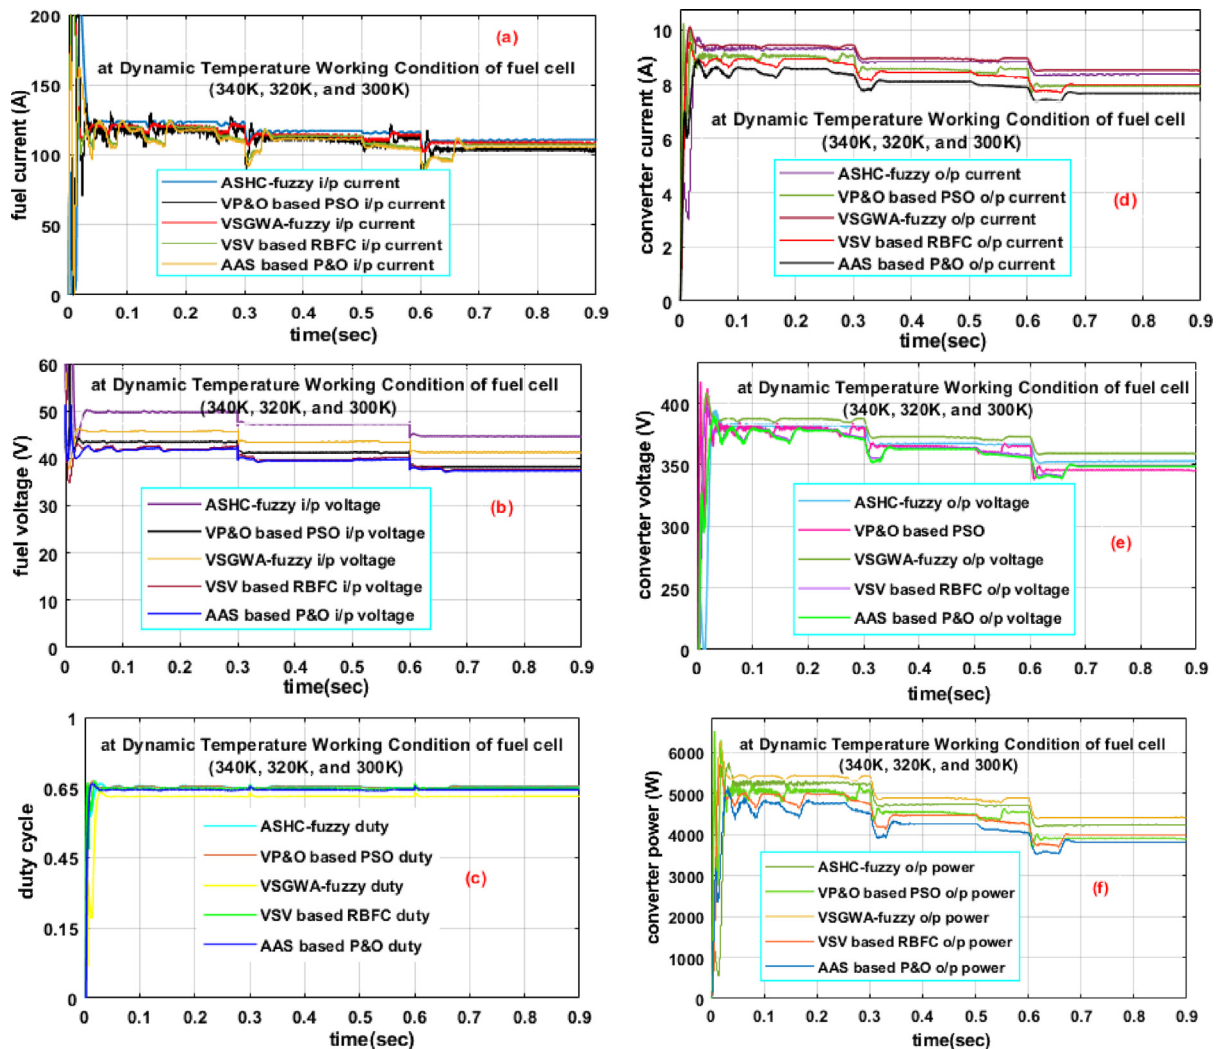 200
150
100
50
0
fuel current (A)
(a)
at Dynamic Temperature Working Condition of fuel cell
(340K, 320K, and 300K)
ASHC-fuzzy i/p current
VP&O based PSO i/p current
VSGWA-fuzzy i/p current
VSV based RBFC i/p current
AAS based P&O i/p current
0 0.1 0.2 0.3 0.4 0.5 0.6 0.7 0.8 0.9
time(sec)
10
8
6
4
2
0
converter current (A)
at Dynamic Temperature Working Condition of fuel cell
(340K, 320K, and 300K)
ASHC-fuzzy o/p current
VP&O based PSO o/p current
VSGWA-fuzzy o/p current
VSV based RBFC o/p current
AAS based P&O o/p current
(d)
0 0.1 0.2 0.3 0.4 0.5 0.6 0.7 0.8 0.9
time(sec)
60
50
40
30
20
10
0
fuel voltage (V)
at Dynamic Temperature Working Condition of fuel cell
(340K, 320K, and 300K)
ASHC-fuzzy i/p voltage
VP&O based PSO i/p voltage
VSGWA-fuzzy i/p voltage
VSV based RBFC i/p voltage
AAS based P&O i/p voltage
(b)
0 0.1 0.2 0.3 0.4 0.5 0.6 0.7 0.8 0.9
time(sec)
400
350
300
250
0
converter voltage (V)
at Dynamic Temperature Working Condition of fuel cell
(340K, 320K, and 300K)
ASHC-fuzzy o/p voltage
VP&O based PSO
VSGWA-fuzzy o/p voltage
VSV based RBFC o/p voltage
AAS based P&O o/p voltage
(e)
0 0.1 0.2 0.3 0.4 0.5 0.6 0.7 0.8 0.9
time(sec)
1
0.65
0.45
0.15
0
duty cycle
at Dynamic Temperature Working Condition of fuel cell
(340K, 320K, and 300K)
ASHC-fuzzy duty
VP&O based PSO duty
VSGWA-fuzzy duty
VSV based RBFC duty
AAS based P&O duty
(c)
0 0.1 0.2 0.3 0.4 0.5 0.6 0.7 0.8 0.9
time(sec)
6000
5000
4000
3000
2000
1000
0
converter power (W)
at Dynamic Temperature Working Condition of fuel cell
(340K, 320K, and 300K)
ASHC-fuzzy o/p power
VP&O based PSO o/p power
VSGWA-fuzzy o/p power
VSV based RBFC o/p power
AAS based P&O o/p power
(f)
0 0.1 0.2 0.3 0.4 0.5 0.6 0.7 0.8 0.9
time(sec)